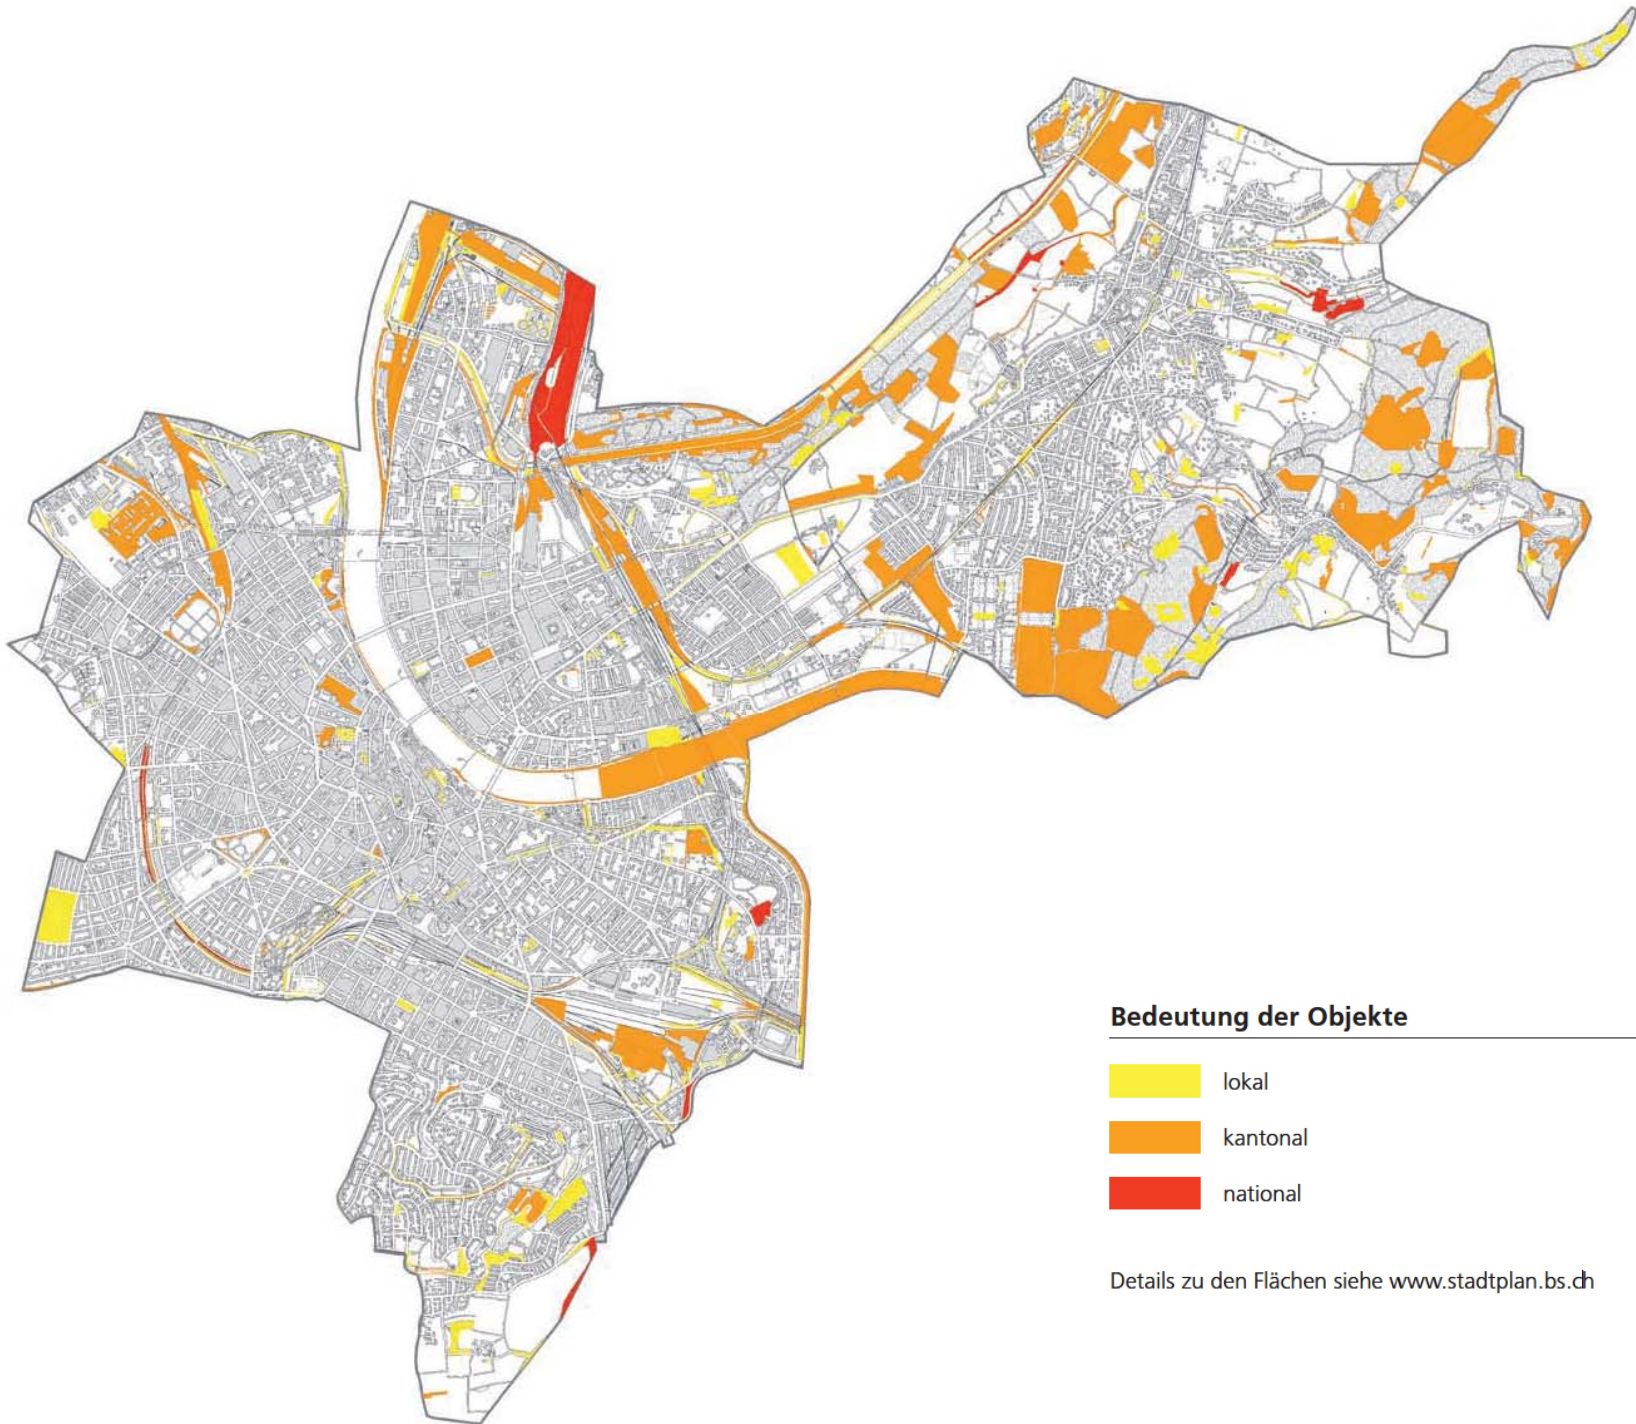 Bedeutung der Objekte
lokal
kantonal
national
Details zu den Flächen siehe www.stadtplan.bs.ch